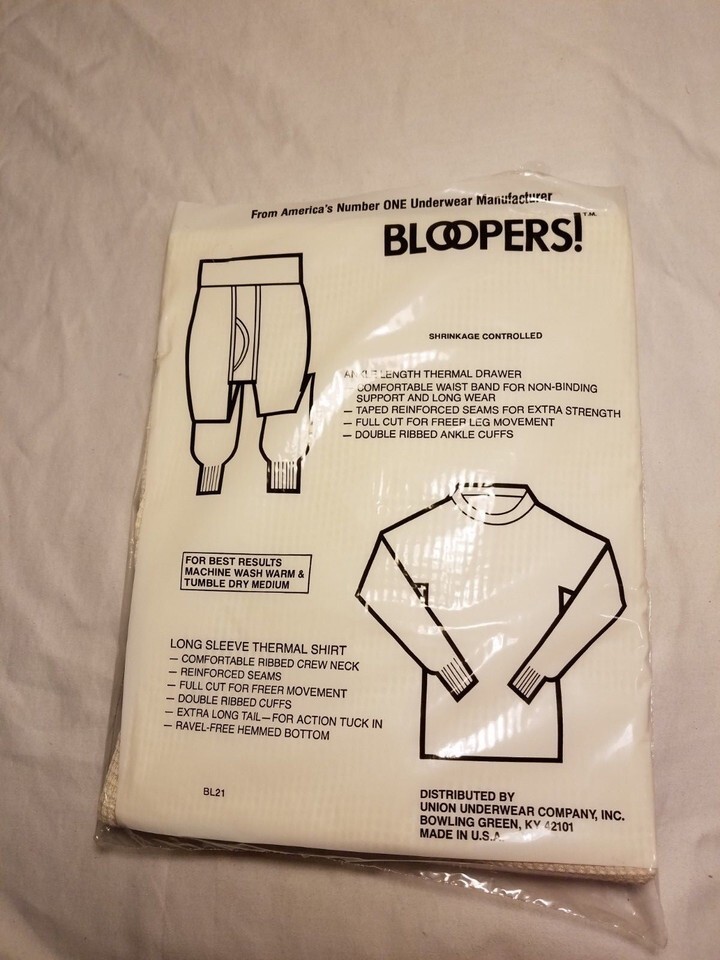 From America's Number ONE Underwear Manufacturer
BLOOPERS! T.M.
SHRINKAGE CONTROLLED
ANKLE LENGTH THERMAL DRAWER
— COMFORTABLE WAIST BAND FOR NON-BINDING
SUPPORT AND LONG WEAR
— TAPED REINFORCED SEAMS FOR EXTRA STRENGTH
— FULL CUT FOR FREER LEG MOVEMENT
— DOUBLE RIBBED ANKLE CUFFS
FOR BEST RESULTS
MACHINE WASH WARM &
TUMBLE DRY MEDIUM
LONG SLEEVE THERMAL SHIRT
— COMFORTABLE RIBBED CREW NECK
— REINFORCED SEAMS
— FULL CUT FOR FREER MOVEMENT
— DOUBLE RIBBED CUFFS
— EXTRA LONG TAIL—FOR ACTION TUCK IN
— RAVEL-FREE HEMMED BOTTOM
BL21
DISTRIBUTED BY
UNION UNDERWEAR COMPANY, INC.
BOWLING GREEN, KY 42101
MADE IN U.S.A.